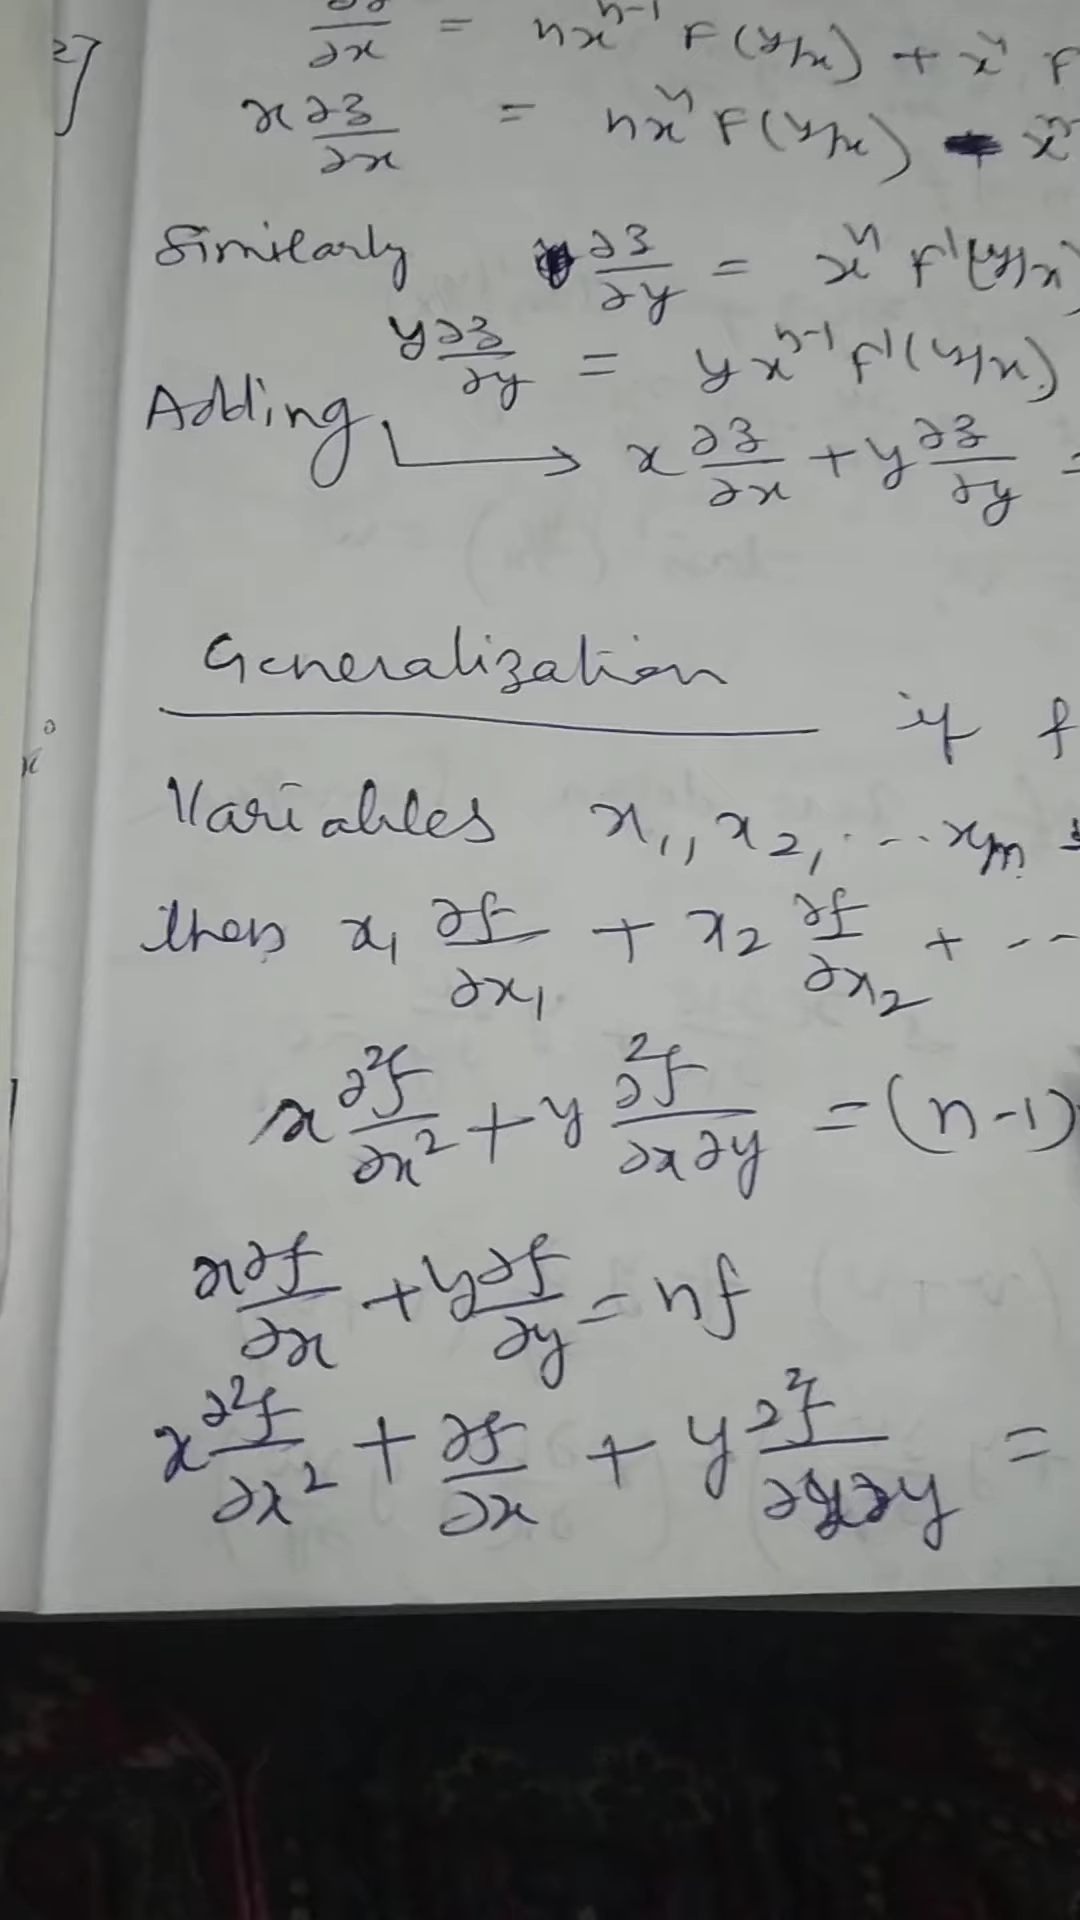 ∂z/∂x = nx^{n-1} F(y/x) + x^n F
x ∂z/∂x = nx^n F(y/x) - x^{n-
Similarly ∂z/∂y = x^n F'(y/x)
y ∂z/∂y = y x^{n-1} F'(y/x)
Adding → x ∂z/∂x + y ∂z/∂y =
Generalization
if f
Variables x₁, x₂, ... xₘ
then x₁ ∂f/∂x₁ + x₂ ∂f/∂x₂ + --
x ∂²f/∂x² + y ∂²f/∂x∂y = (n-1)
x ∂f/∂x + y ∂f/∂y = nf
x ∂²f/∂x² + ∂f/∂x + y ∂²f/∂x∂y =